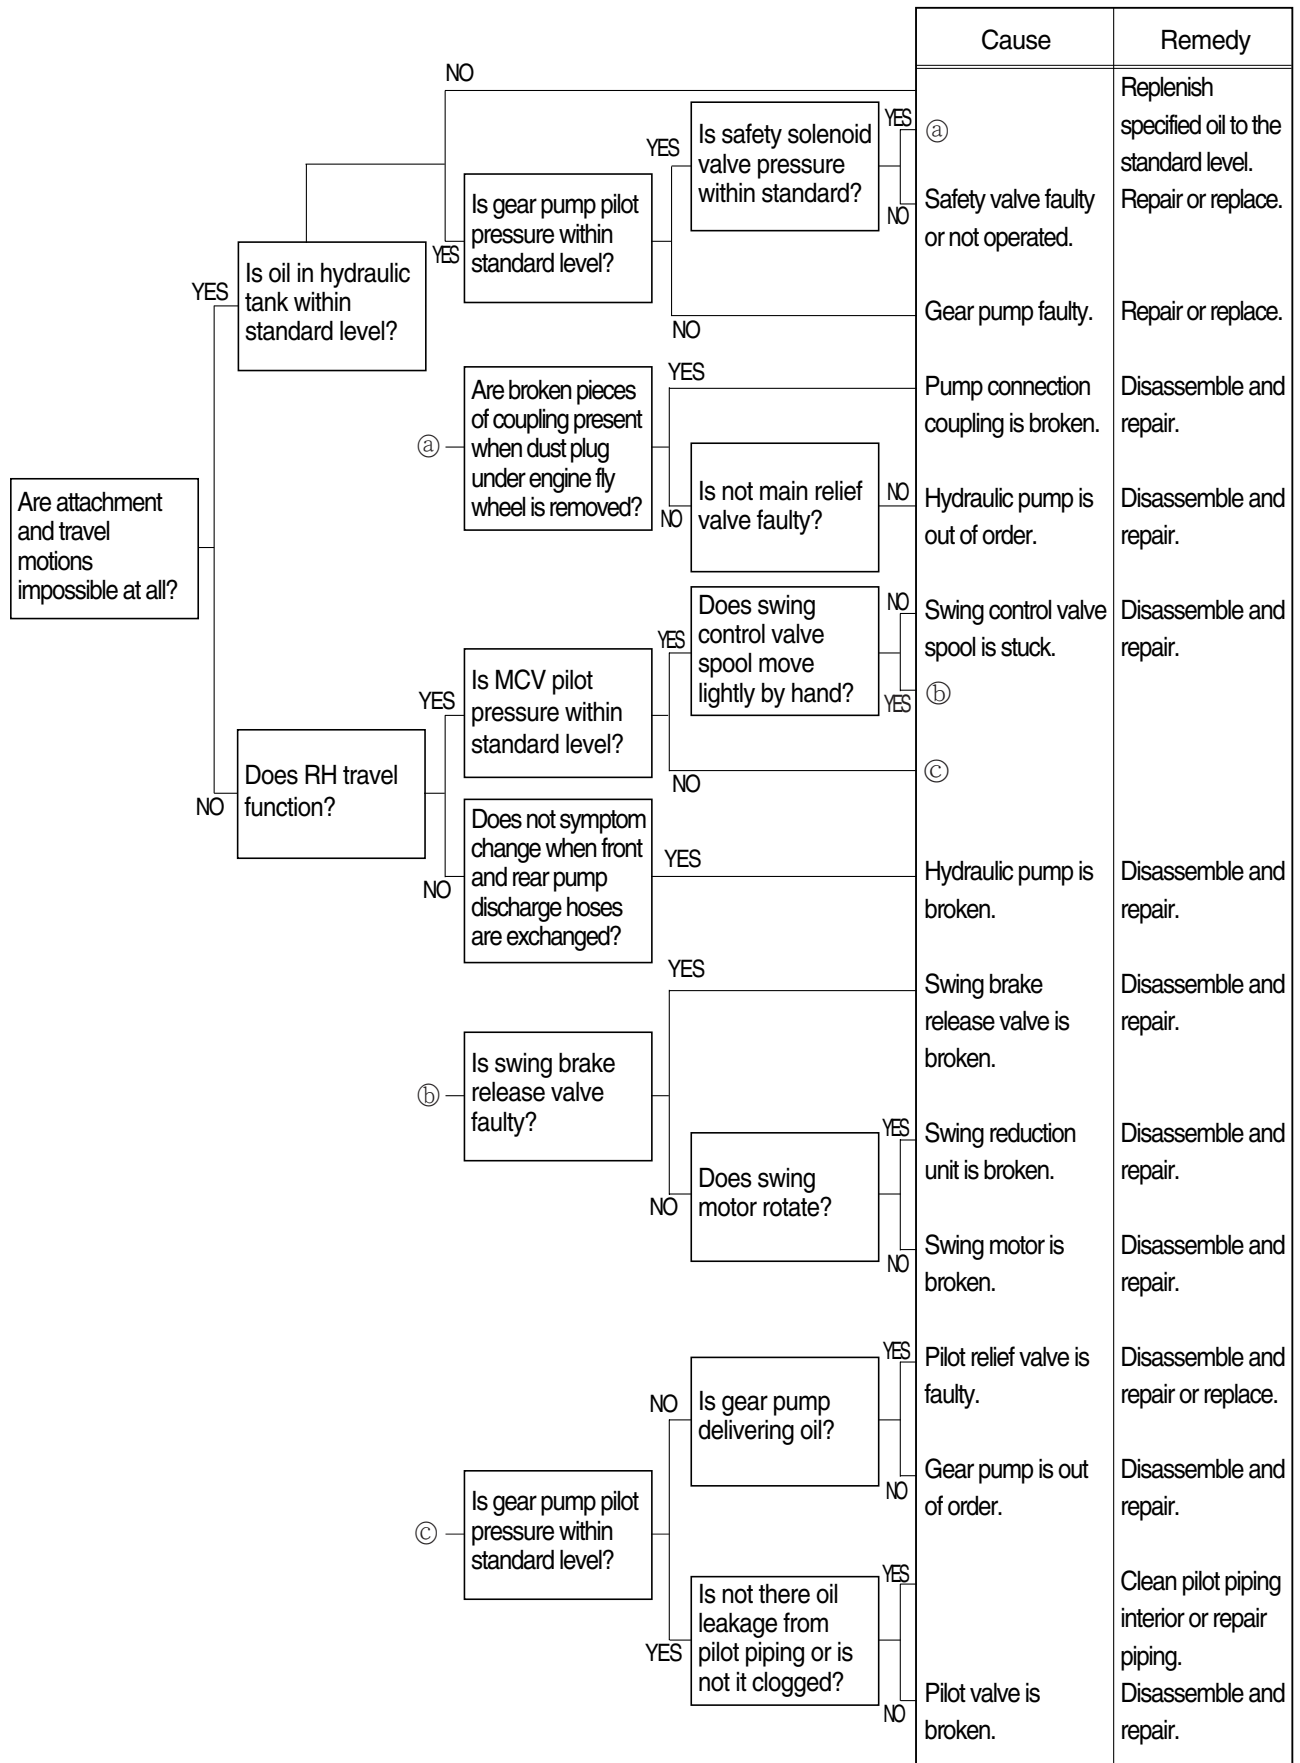 Cause
Remedy
NO
Replenish
specified oil to the
standard level.
YES
Is safety solenoid
valve pressure
within standard?
YES
ⓐ
NO
Safety valve faulty
or not operated.
Repair or replace.
Is gear pump pilot
pressure within
standard level?
YES
YES
Is oil in hydraulic
tank within
standard level?
NO
Gear pump faulty.
Repair or replace.
YES
Are broken pieces
of coupling present
when dust plug
under engine fly
wheel is removed?
ⓐ
Pump connection
coupling is broken.
Disassemble and
repair.
NO
Is not main relief
valve faulty?
NO
Hydraulic pump is
out of order.
Disassemble and
repair.
Are attachment
and travel
motions
impossible at all?
Does swing
control valve
spool move
lightly by hand?
NO
Swing control valve
spool is stuck.
Disassemble and
repair.
YES
YES
ⓑ
YES
Is MCV pilot
pressure within
standard level?
NO
ⓒ
NO
Does RH travel
function?
NO
Does not symptom
change when front
and rear pump
discharge hoses
are exchanged?
YES
Hydraulic pump is
broken.
Disassemble and
repair.
YES
Swing brake
release valve is
broken.
Disassemble and
repair.
ⓑ
Is swing brake
release valve
faulty?
NO
Does swing
motor rotate?
YES
Swing reduction
unit is broken.
Disassemble and
repair.
NO
Swing motor is
broken.
Disassemble and
repair.
NO
Is gear pump
delivering oil?
YES
Pilot relief valve is
faulty.
Disassemble and
repair or replace.
NO
Gear pump is out
of order.
Disassemble and
repair.
ⓒ
Is gear pump pilot
pressure within
standard level?
YES
Is not there oil
leakage from
pilot piping or is
not it clogged?
YES
Clean pilot piping
interior or repair
piping.
NO
Pilot valve is
broken.
Disassemble and
repair.